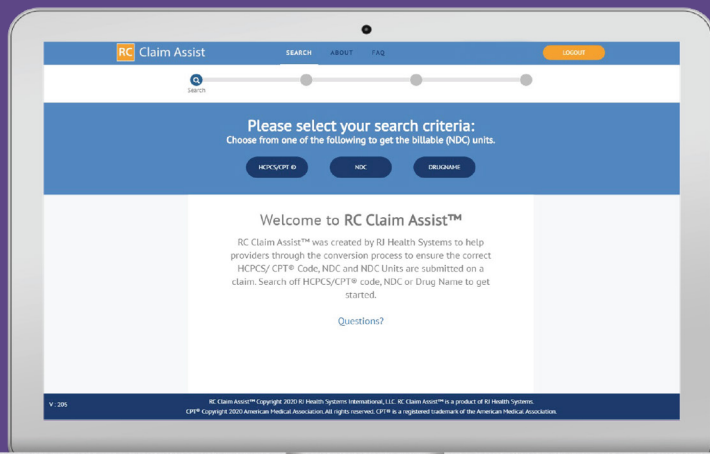 RC Claim Assist
SEARCH ABOUT FAQ
LOGOUT
Search
Please select your search criteria:
Choose from one of the following to get the billable (NDC) units.
HCPCS/CPT ® NDC DRUGNAME
Welcome to RC Claim Assist™
RC Claim Assist™ was created by RJ Health Systems to help
providers through the conversion process to ensure the correct
HCPCS/ CPT® Code, NDC and NDC Units are submitted on a
claim. Search off HCPCS/CPT® code, NDC or Drug Name to get
started.
Questions?
V : 205
RC Claim Assist™ Copyright 2020 RJ Health Systems International, LLC. RC Claim Assist™ is a product of RJ Health Systems.
CPT® Copyright 2020 American Medical Association. All rights reserved. CPT® is a registered trademark of the American Medical Association.